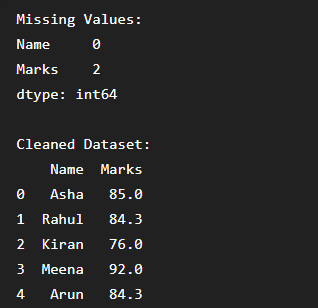 Missing Values:
Name     0
Marks    2
dtype: int64

Cleaned Dataset:
    Name  Marks
0   Asha   85.0
1  Rahul   84.3
2  Kiran   76.0
3  Meena   92.0
4   Arun   84.3